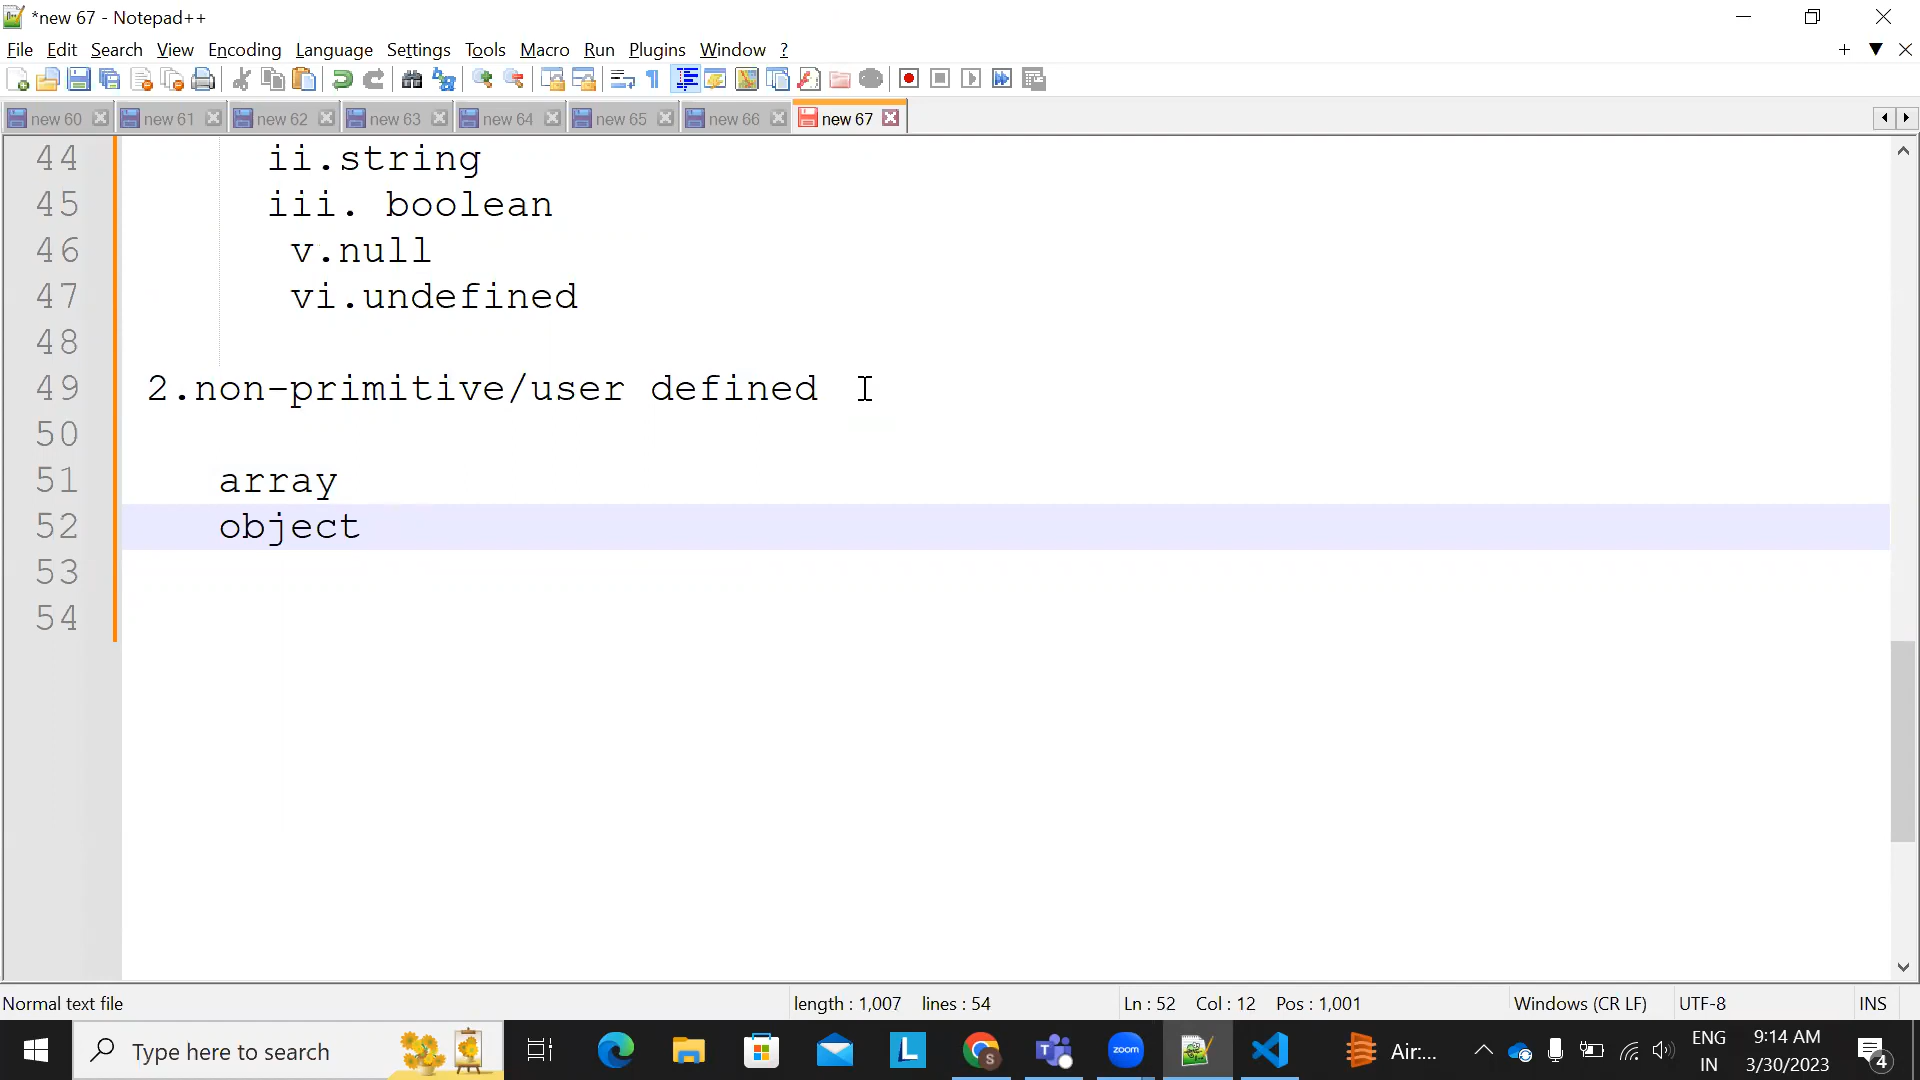 *new 67 - Notepad++
File Edit Search View Encoding Language Settings Tools Macro Run Plugins Window ?
new 60 new 61 new 62 new 63 new 64 new 65 new 66 new 67
44 ii.string
45 iii. boolean
46 v.null
47 vi.undefined
48
49 2.non-primitive/user defined
50
51 array
52 object
53
54
Normal text file length : 1,007 lines : 54 Ln : 52 Col : 12 Pos : 1,001 Windows (CR LF) UTF-8 INS
Type here to search L S zoom Air:... ENG 9:14 AM
IN 3/30/2023 4